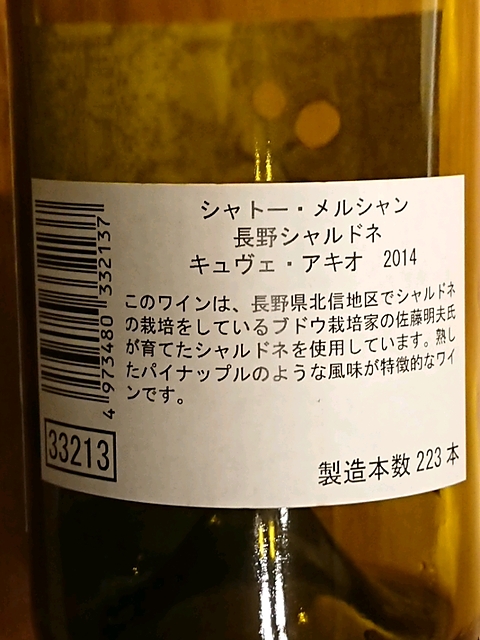 シャトー・メルシャン
長野シャルドネ
キュヴェ・アキオ 2014
このワインは、長野県北信地区でシャルドネ
の栽培をしているブドウ栽培家の佐藤明夫氏
が育てたシャルドネを使用しています。熟し
たパイナップルのような風味が特徴的なワイ
ンです。
4 973480 332137
33213
製造本数 223 本